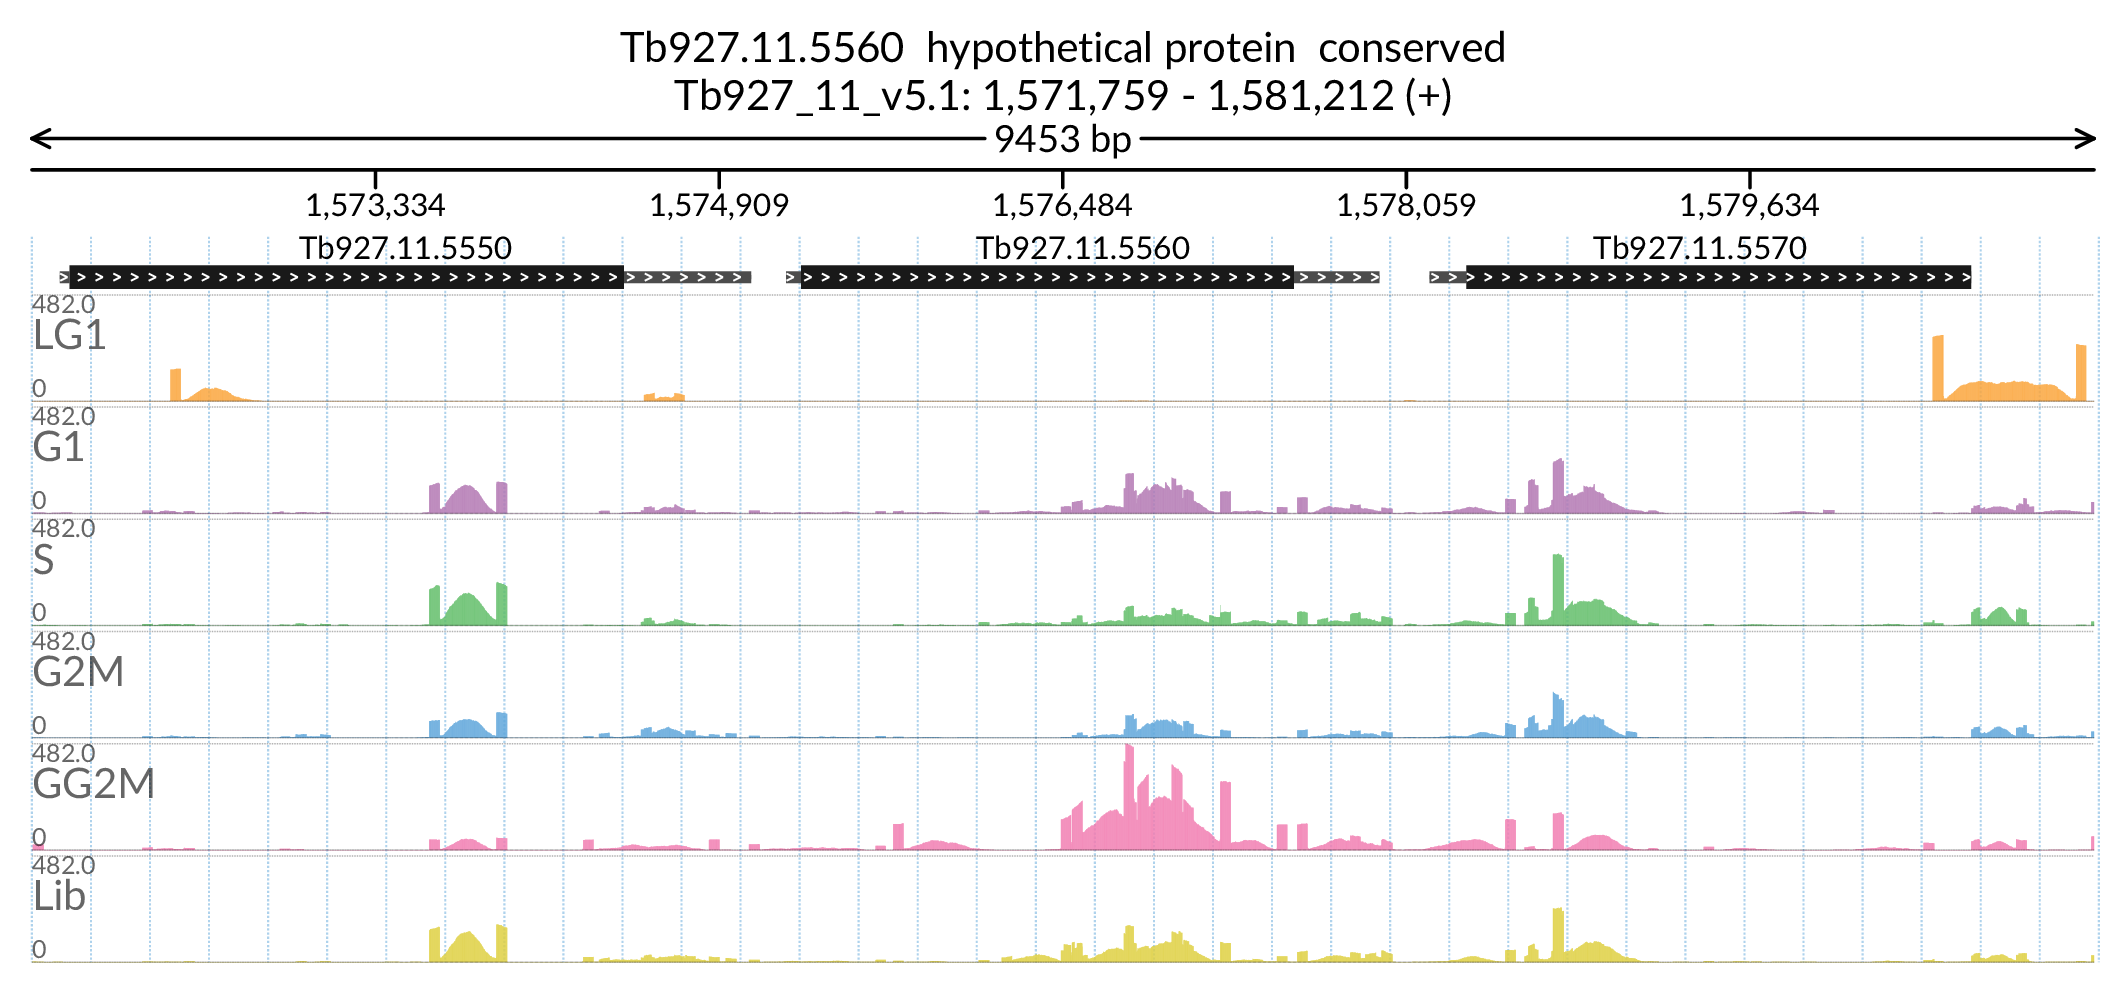 Tb927.11.5560  hypothetical protein  conserved
Tb927_11_v5.1: 1,571,759 - 1,581,212 (+)
9453 bp
1,573,334 1,574,909 1,576,484 1,578,059 1,579,634
Tb927.11.5550 Tb927.11.5560 Tb927.11.5570
482.0
LG1
0
482.0
G1
0
482.0
S
0
482.0
G2M
0
482.0
GG2M
0
482.0
Lib
0